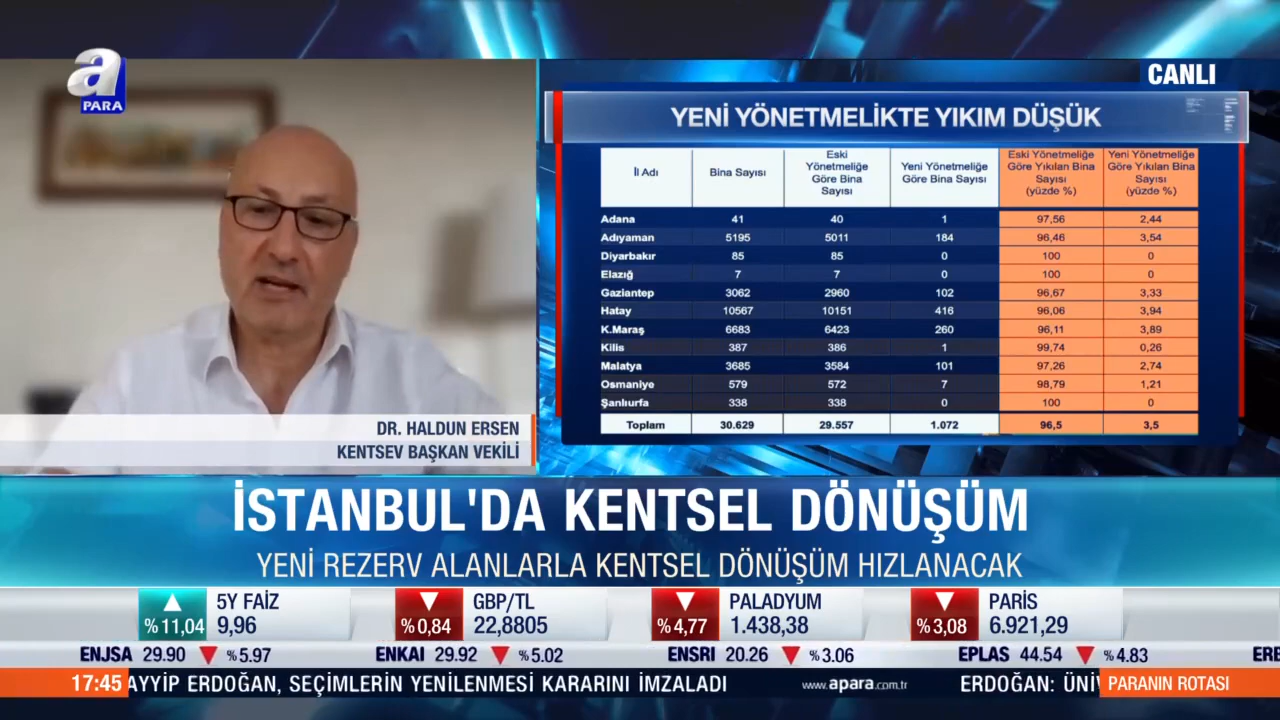 a
PARA
CANLI
YENİ YÖNETMELİKTE YIKIM DÜŞÜK
İl Adı Bina Sayısı Eski Yönetmeliğe Göre Bina Sayısı Yeni Yönetmeliğe Göre Bina Sayısı Eski Yönetmeliğe Göre Yıkılan Bina Sayısı (yüzde %) Yeni Yönetmeliğe Göre Yıkılan Bina Sayısı (yüzde %)
Adana 41 40 1 97,56 2,44
Adıyaman 5195 5011 184 96,46 3,54
Diyarbakır 85 85 0 100 0
Elazığ 7 7 0 100 0
Gaziantep 3062 2960 102 96,67 3,33
Hatay 10567 10151 416 96,06 3,94
K.Maraş 6683 6423 260 96,11 3,89
Kilis 387 386 1 99,74 0,26
Malatya 3685 3584 101 97,26 2,74
Osmaniye 579 572 7 98,79 1,21
Şanlıurfa 338 338 0 100 0
Toplam 30.629 29.557 1.072 96,5 3,5
DR. HALDUN ERSEN
KENTSEV BAŞKAN VEKİLİ
İSTANBUL'DA KENTSEL DÖNÜŞÜM
YENİ REZERV ALANLARLA KENTSEL DÖNÜŞÜM HIZLANACAK
5Y FAİZ GBP/TL PALADYUM PARİS
%11,04 9,96 %0,84 22,8805 %4,77 1.438,38 %3,08 6.921,29
ENJSA 29.90 %5.97 ENKAI 29.92 %5.02 ENSRI 20.26 %3.06 EPLAS 44.54 %4.83 ERE
17:45 AYYİP ERDOĞAN, SEÇİMLERİN YENİLENMESİ KARARINI İMZALADI www.apara.com.tr ERDOĞAN: ÜNİV PARANIN ROTASI